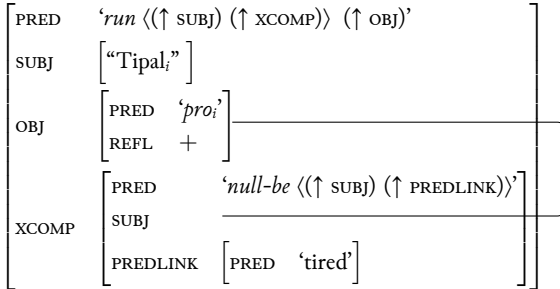 PRED ‘run ⟨(↑ SUBJ) (↑ XCOMP)⟩ (↑ OBJ)’
SUBJ [“Tipalᵢ” ]
OBJ [PRED ‘proᵢ’
REFL +]
XCOMP [PRED ‘null-be ⟨(↑ SUBJ) (↑ PREDLINK)⟩’
SUBJ
PREDLINK [PRED ‘tired’]]